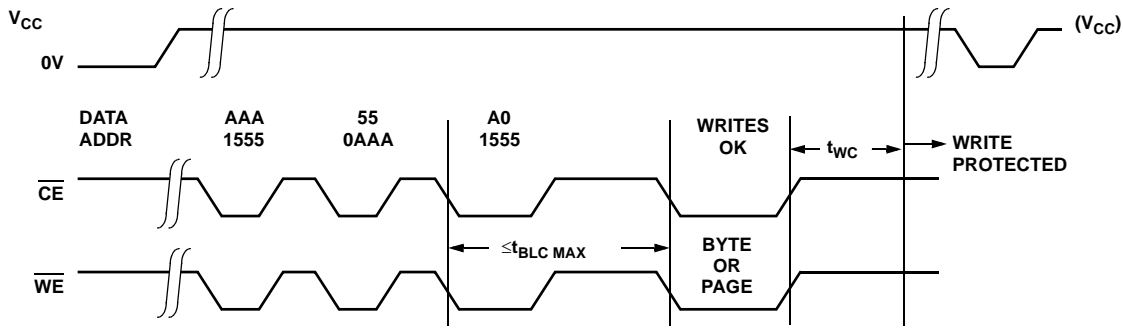 VCC
(VCC)
0V
DATA AAA 55 A0 WRITES
ADDR 1555 0AAA 1555 OK
tWC
WRITE
PROTECTED
CE
≤tBLC MAX
BYTE
OR
PAGE
WE